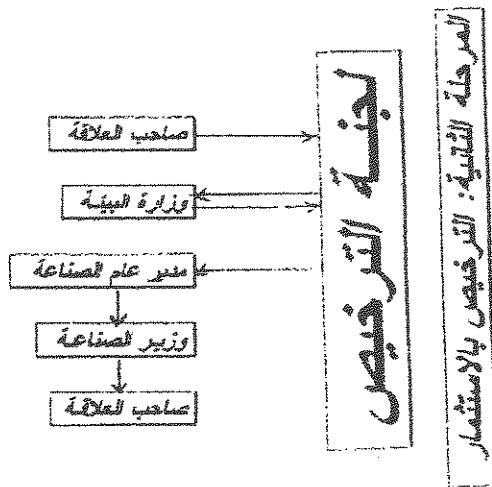 المرحلة الثانية: الترخيص بالاستثمار
لجنة الترخيص
صاحب العلاقة
وزارة البيئة
مدير عام الصناعة
وزير الصناعة
صاحب العلاقة